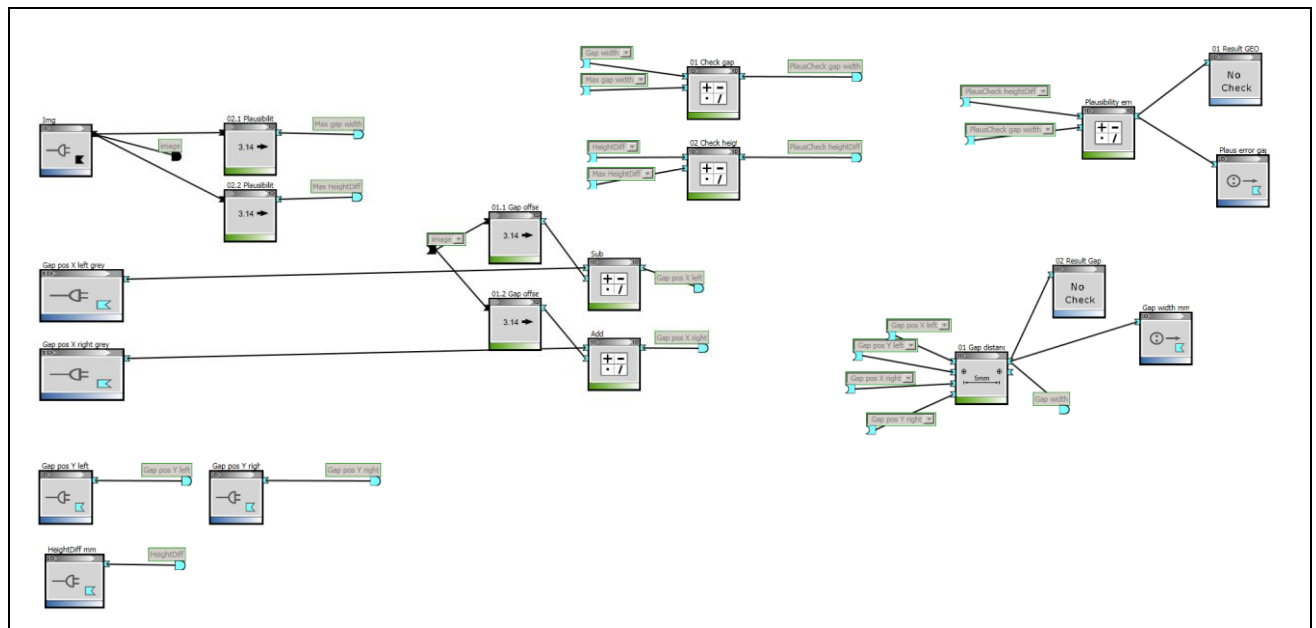 Gap width
01 Check gap
PlausCheck gap width
Max gap width
HeightDiff
02 Check heigh
PlausCheck heightDiff
Max HeightDiff
01 Result GEO
No
Check
PlausCheck heightDiff
Plausibility erro
PlausCheck gap width
Plaus error gap
Img
02.1 Plausibilit
Max gap width
image
3.14
02.2 Plausibilit
Max HeightDiff
3.14
01.1 Gap offse
image
3.14
Sub
Gap pos X left grey
Gap pos X left
01.2 Gap offse
3.14
Add
Gap pos X right grey
Gap pos X right
02 Result Gap
No
Check
Gap width mm
Gap pos X left
Gap pos Y left
01 Gap distanc
Gap pos X right
5mm
Gap width
Gap pos Y right
Gap pos Y left
Gap pos Y left
Gap pos Y righ
Gap pos Y right
HeightDiff mm
HeightDiff